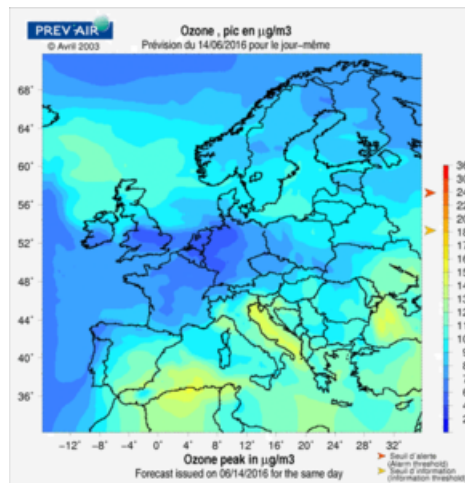 PREV'AIR
© Avril 2003
Ozone , pic en µg/m3
Prévision du 14/06/2016 pour le jour-même
68°
64°
60°
56°
52°
48°
44°
40°
36°
-12° -8° -4° 0° 4° 8° 12° 16° 20° 24° 28° 32°
Ozone peak in µg/m3
Forecast issued on 06/14/2016 for the same day
Seuil d'alerte
(Alarm threshold)
Seuil d'information
(Information threshold)